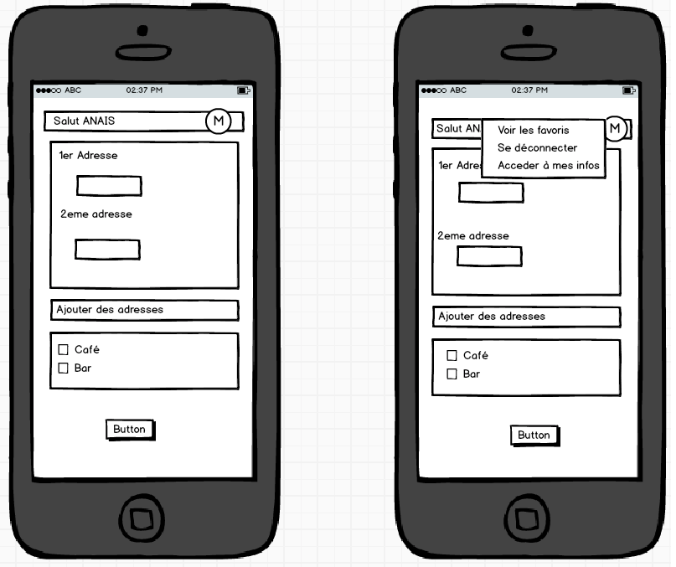 ABC 02:37 PM
Salut ANAIS M
1er Adresse
2eme adresse
Ajouter des adresses
Café
Bar
Button
ABC 02:37 PM
Salut AN M
Voir les favoris
Se déconnecter
Acceder à mes infos
1er Adres
2eme adresse
Ajouter des adresses
Café
Bar
Button